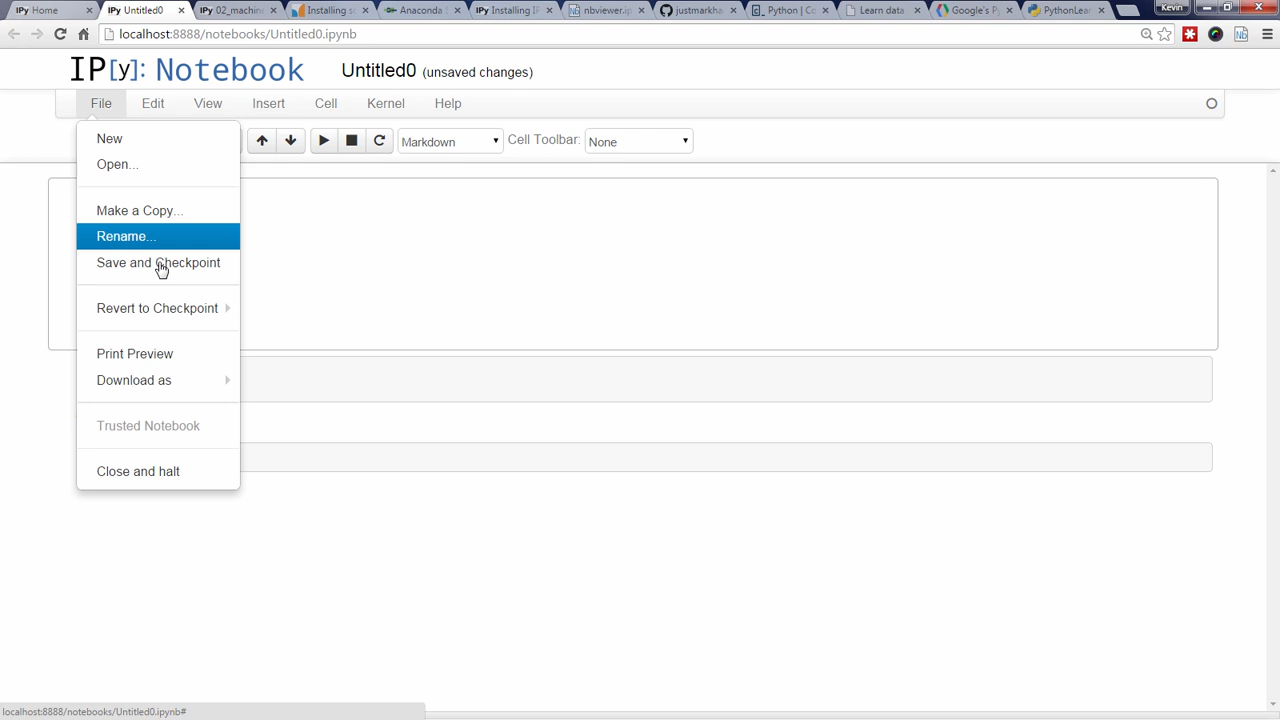 IPy Home
IPy Untitled0
IPy 02_machin
Installing sc
Anaconda S
IPy Installing IP
nbviewer.ip
justmarkha
Python | Co
Learn data
Google's Py
PythonLear
Kevin
localhost:8888/notebooks/Untitled0.ipynb
IP[y]: Notebook
Untitled0 (unsaved changes)
File Edit View Insert Cell Kernel Help
Markdown
Cell Toolbar: None
New
Open...
Make a Copy...
Rename...
Save and Checkpoint
Revert to Checkpoint
Print Preview
Download as
Trusted Notebook
Close and halt
localhost:8888/notebooks/Untitled0.ipynb#